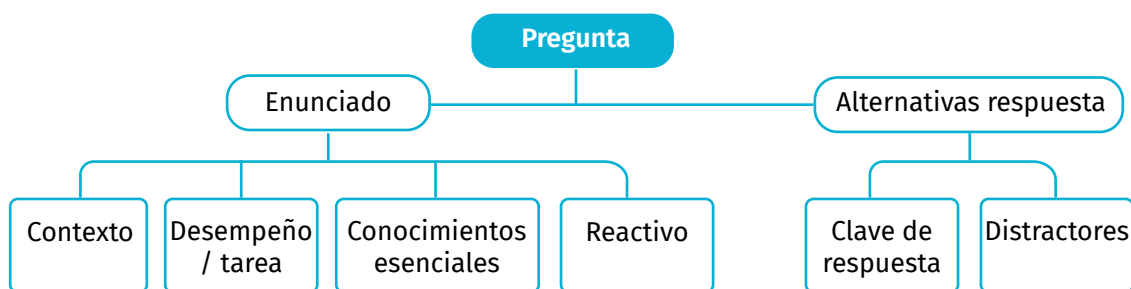 Pregunta
Enunciado
Alternativas respuesta
Contexto
Desempeño
/ tarea
Conocimientos
esenciales
Reactivo
Clave de
respuesta
Distractores